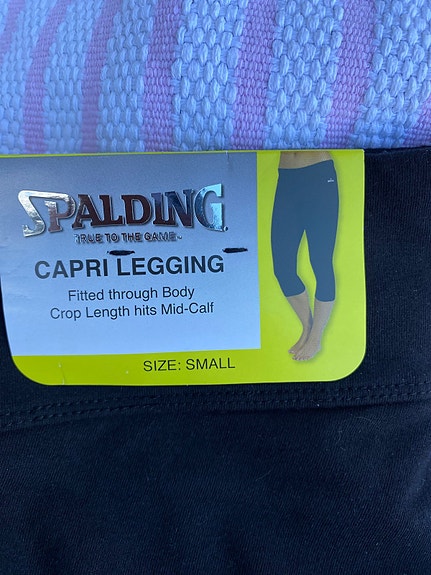 SPALDING
TRUE TO THE GAME
CAPRI LEGGING
Fitted through Body
Crop Length hits Mid-Calf
SIZE: SMALL